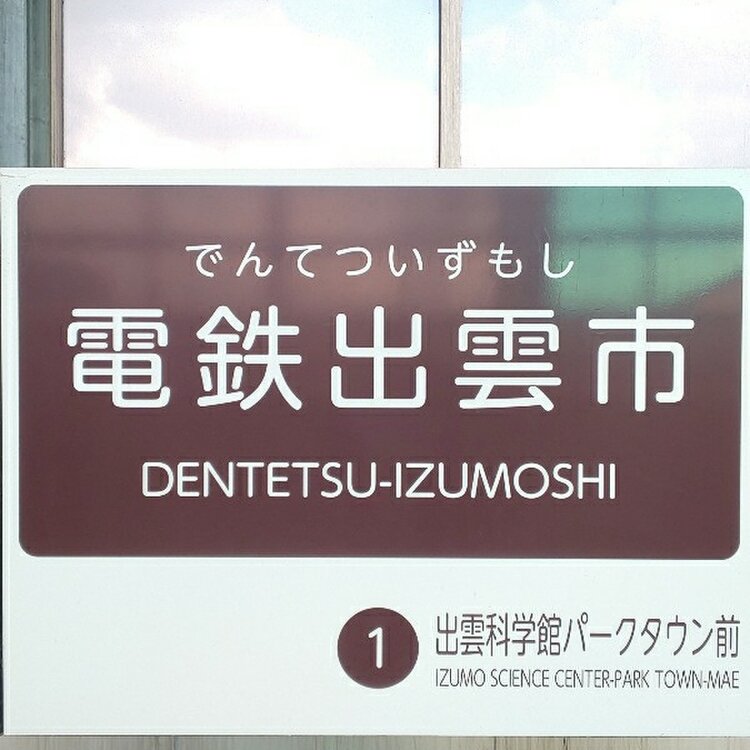 でんてついずもし
電鉄出雲市
DENTETSU-IZUMOSHI
1 出雲科学館パークタウン前
IZUMO SCIENCE CENTER-PARK TOWN-MAE